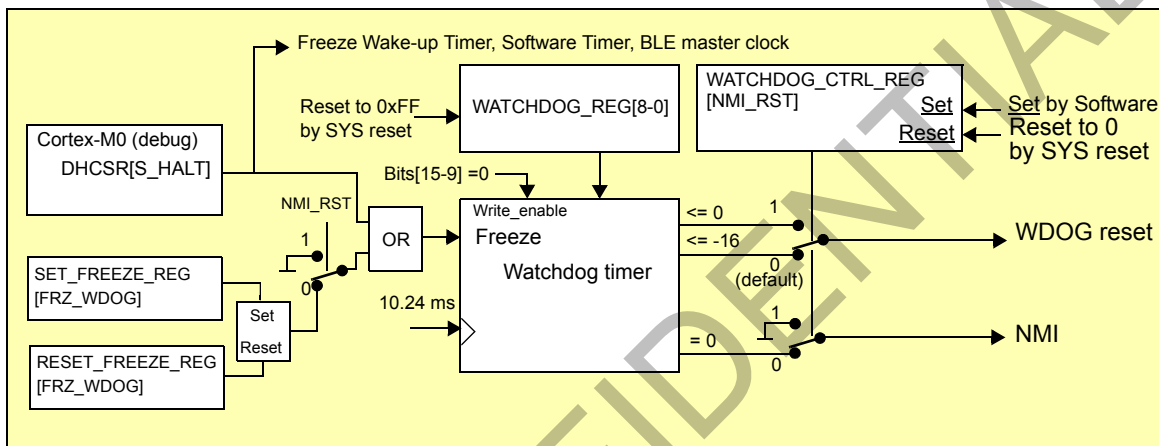 Freeze Wake-up Timer, Software Timer, BLE master clock
Cortex-M0 (debug)
DHCSR[S_HALT]
Reset to 0xFF
by SYS reset
WATCHDOG_REG[8-0]
WATCHDOG_CTRL_REG
[NMI_RST]
Set
Reset
Set by Software
Reset to 0
by SYS reset
Bits[15-9] =0
NMI_RST
1
0
OR
SET_FREEZE_REG
[FRZ_WDOG]
RESET_FREEZE_REG
[FRZ_WDOG]
Set
Reset
10.24 ms
Write_enable
Freeze
Watchdog timer
<= 0
<= -16
= 0
1
0
(default)
WDOG reset
1
0
NMI